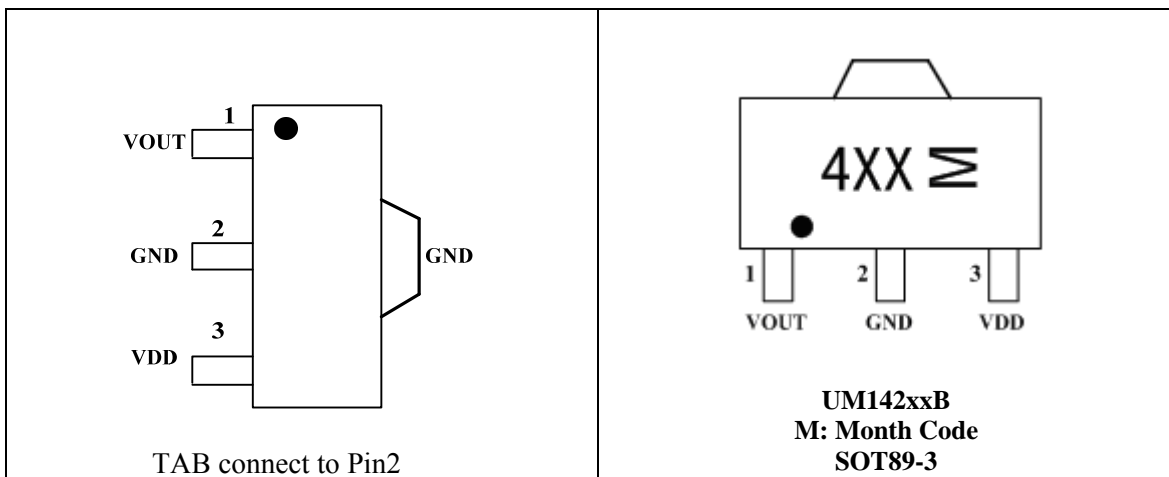 1
VOUT
2
GND
GND
3
VDD
TAB connect to Pin2
4XX M
1
2
3
VOUT
GND
VDD
UM142xxB
M: Month Code
SOT89-3